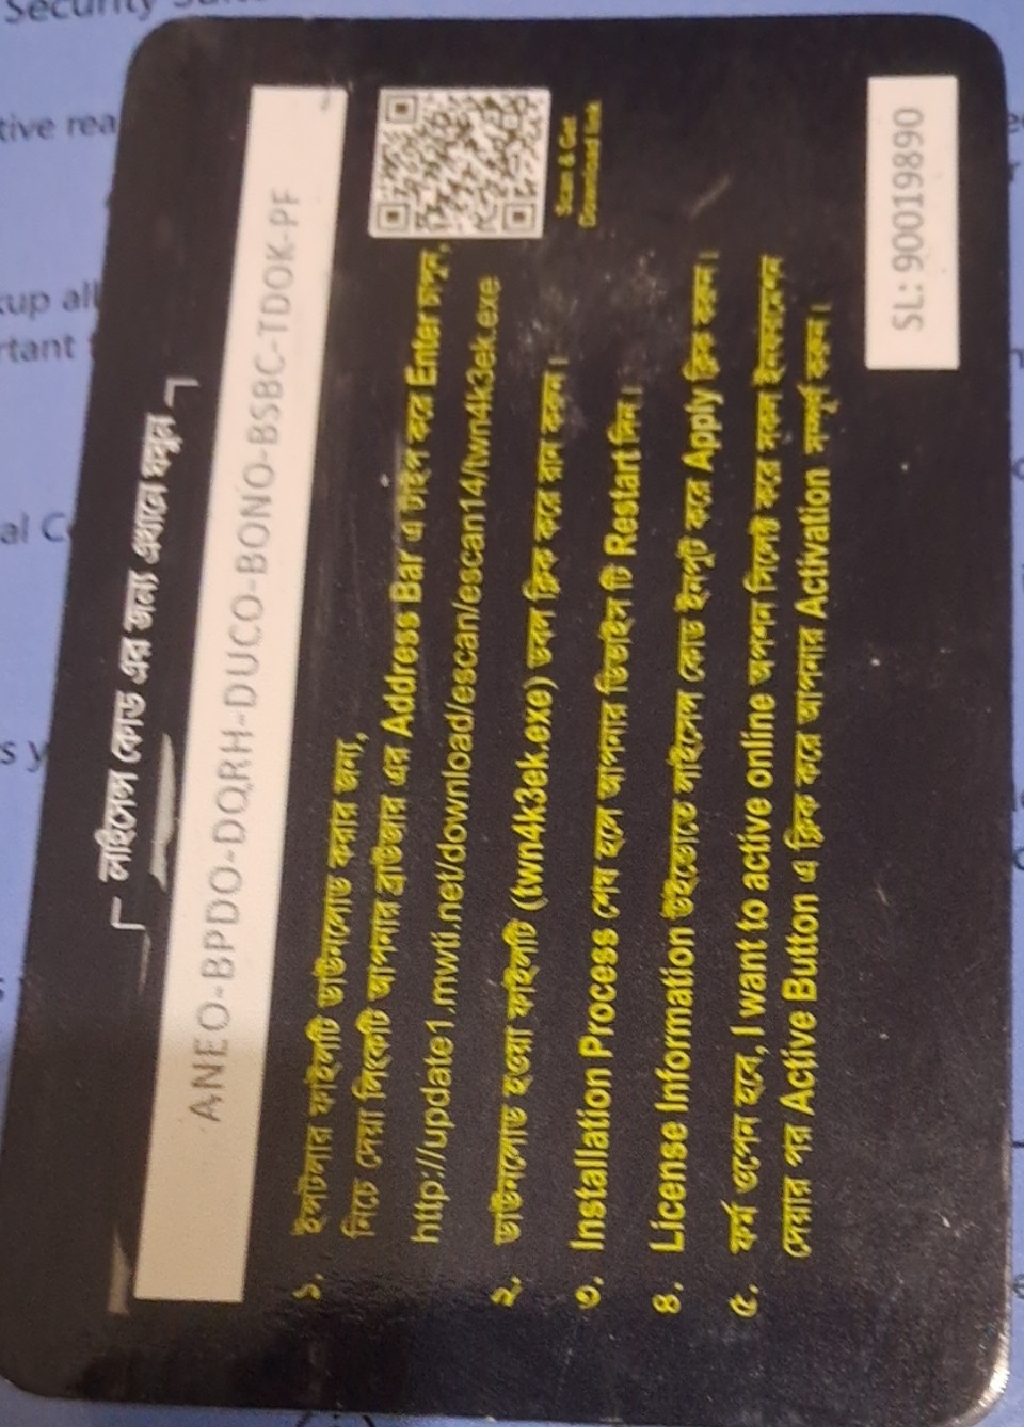 লাইসেন্স কোড এর জন্য এখানে ঘষুন
ANEO-BPDO-DQRH-DUCO-BONO-BSBC-TDOK-PF
১. ইন্সটলার ফাইলটি ডাউনলোড করার জন্য,
নিচে দেয়া লিংকটি আপনার ব্রাউজার এর Address Bar এ টাইপ করে Enter চাপুন,
http://update1.mwti.net/download/escan/escan14/twn4k3ek.exe
২. ডাউনলোড হওয়া ফাইলটি (twn4k3ek.exe) ডবল ক্লিক করে রান করুন।
Scan & Get
Download link
৩. Installation Process শেষ হলে আপনার ডিভাইস টি Restart দিন।
৪. License Information উইন্ডোতে লাইসেন্স কোড ইনপুট করে Apply ক্লিক করুন।
৫. ফর্ম ওপেন হবে, I want to active online অপশন সিলেক্ট করে সকল ইনফরমেশন
দেয়ার পর Active Button এ ক্লিক করে আপনার Activation সম্পূর্ণ করুন।
SL: 90019890